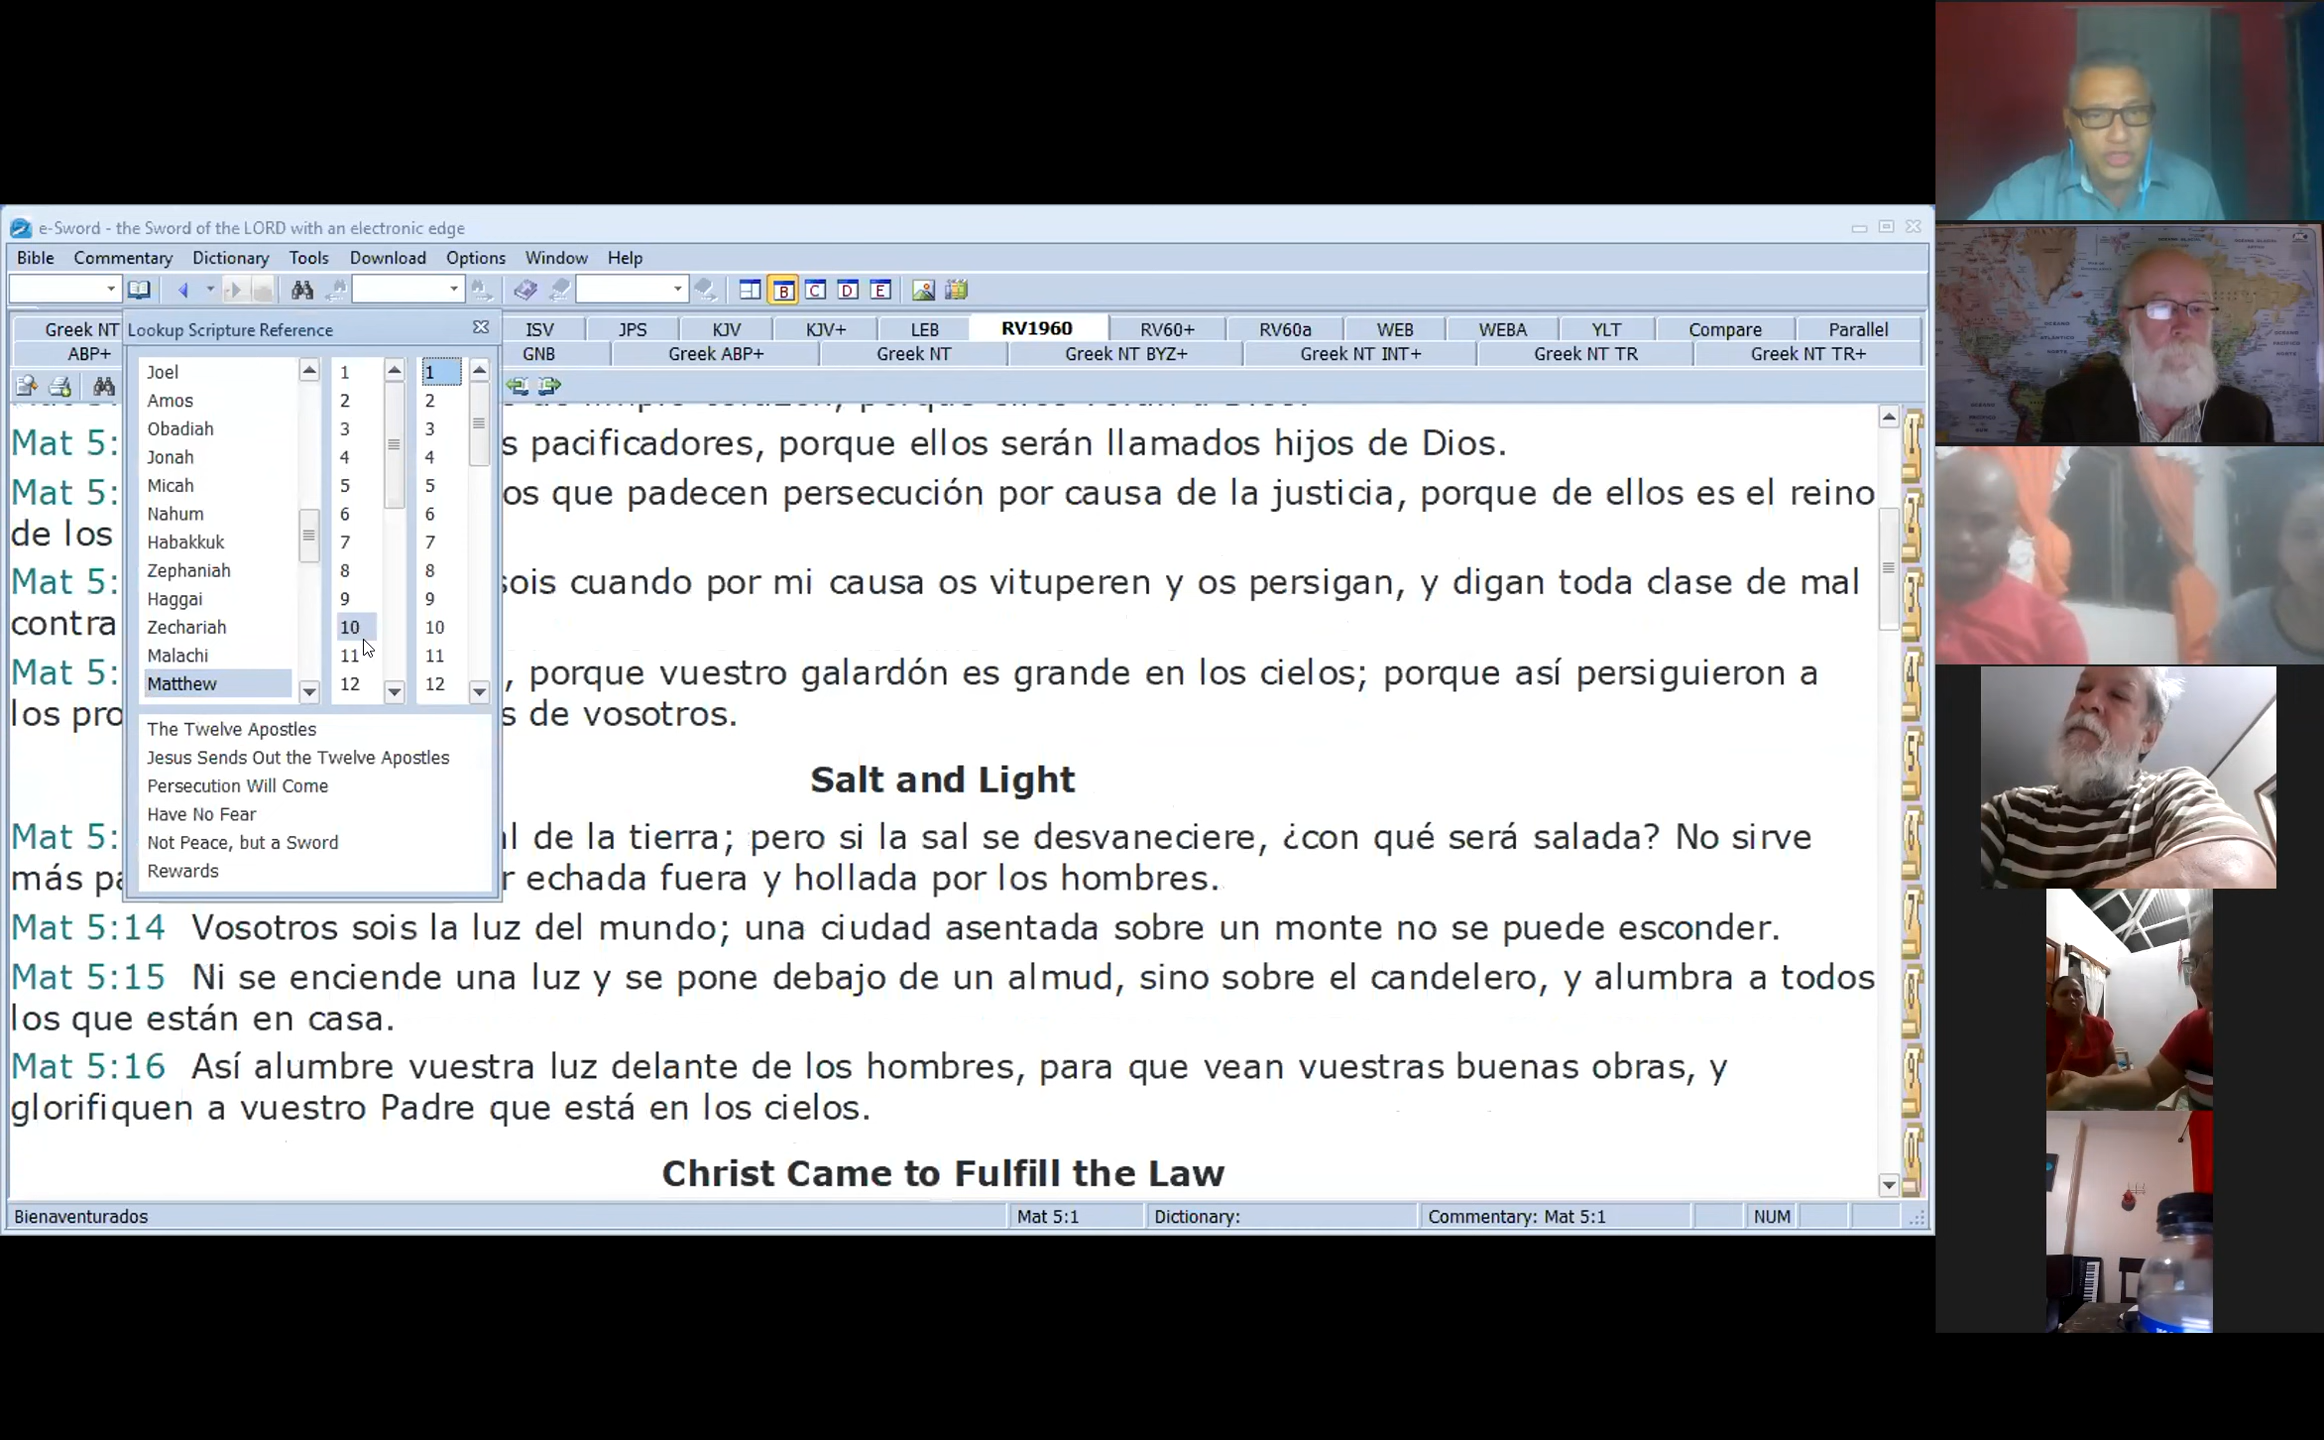 e-Sword - the Sword of the LORD with an electronic edge
Bible Commentary Dictionary Tools Download Options Window Help
B C D E
Greek NT
ISV JPS KJV KJV+ LEB RV1960 RV60+ RV60a WEB WEBA YLT Compare Parallel
ABP+
GNB Greek ABP+ Greek NT Greek NT BYZ+ Greek NT INT+ Greek NT TR Greek NT TR+
Lookup Scripture Reference
Joel 1 1
Amos 2 2
Obadiah 3 3
Jonah 4 4
Micah 5 5
Nahum 6 6
Habakkuk 7 7
Zephaniah 8 8
Haggai 9 9
Zechariah 10 10
Malachi 11 11
Matthew 12 12
The Twelve Apostles
Jesus Sends Out the Twelve Apostles
Persecution Will Come
Have No Fear
Not Peace, but a Sword
Rewards
Mat 5: s pacificadores, porque ellos serán llamados hijos de Dios.
Mat 5: os que padecen persecución por causa de la justicia, porque de ellos es el reino
de los
Mat 5: sois cuando por mi causa os vituperen y os persigan, y digan toda clase de mal
contra
Mat 5: , porque vuestro galardón es grande en los cielos; porque así persiguieron a
los pro s de vosotros.
Salt and Light
Mat 5: al de la tierra; pero si la sal se desvaneciere, ¿con qué será salada? No sirve
más pa r echada fuera y hollada por los hombres.
Mat 5:14 Vosotros sois la luz del mundo; una ciudad asentada sobre un monte no se puede esconder.
Mat 5:15 Ni se enciende una luz y se pone debajo de un almud, sino sobre el candelero, y alumbra a todos
los que están en casa.
Mat 5:16 Así alumbre vuestra luz delante de los hombres, para que vean vuestras buenas obras, y
glorifiquen a vuestro Padre que está en los cielos.
Christ Came to Fulfill the Law
Bienaventurados Mat 5:1 Dictionary: Commentary: Mat 5:1 NUM